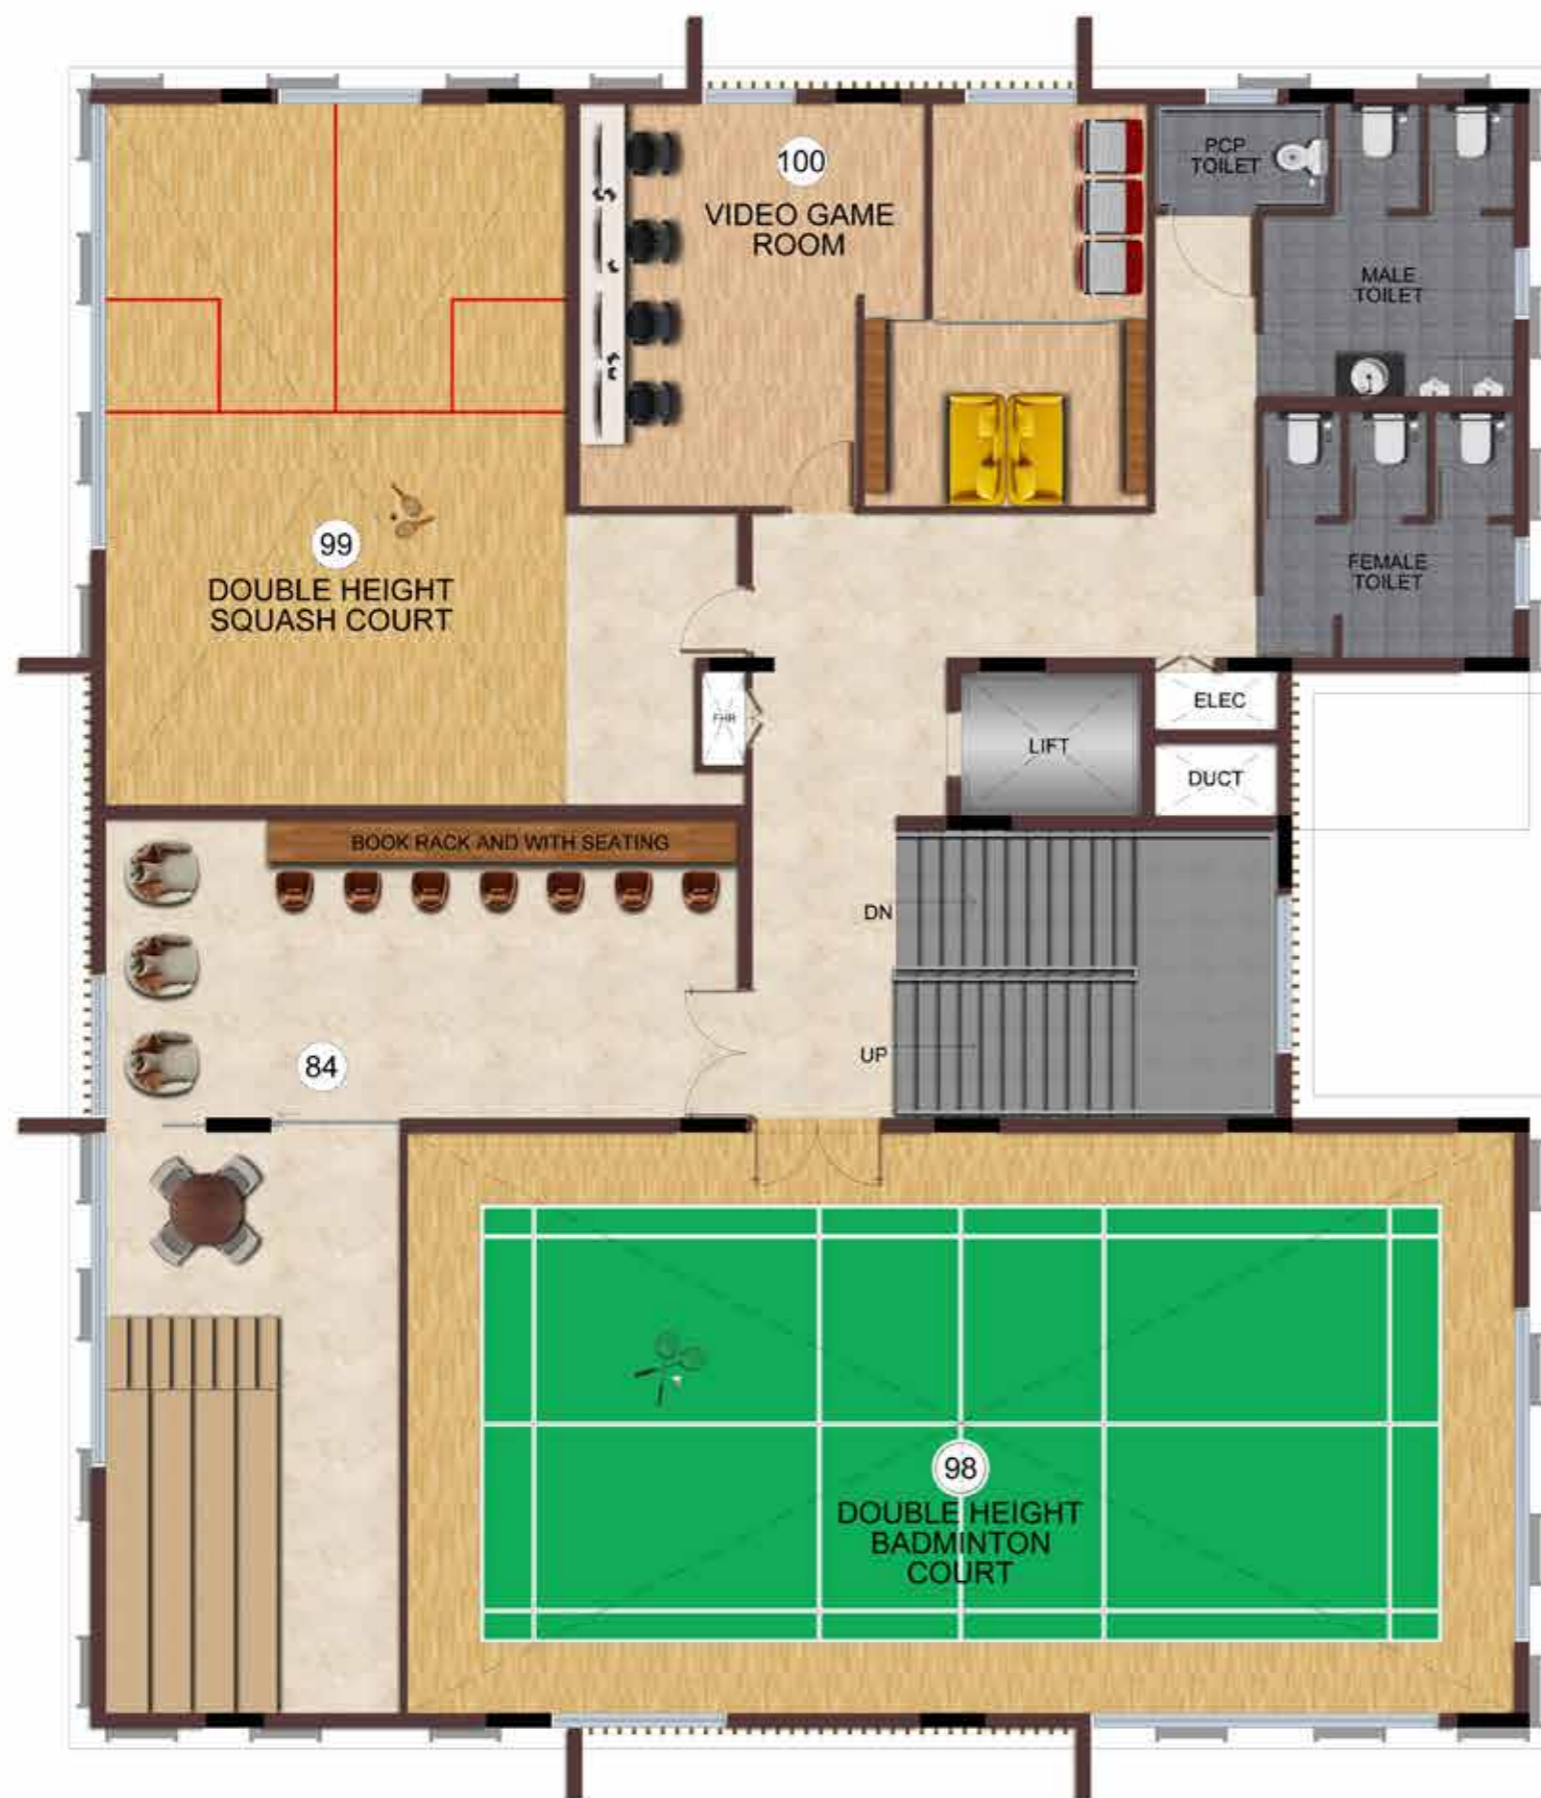 100
VIDEO GAME
ROOM
PCP
TOILET
MALE
TOILET
99
DOUBLE HEIGHT
SQUASH COURT
FEMALE
TOILET
FHR
LIFT
ELEC
DUCT
BOOK RACK AND WITH SEATING
DN
UP
84
98
DOUBLE HEIGHT
BADMINTON
COURT